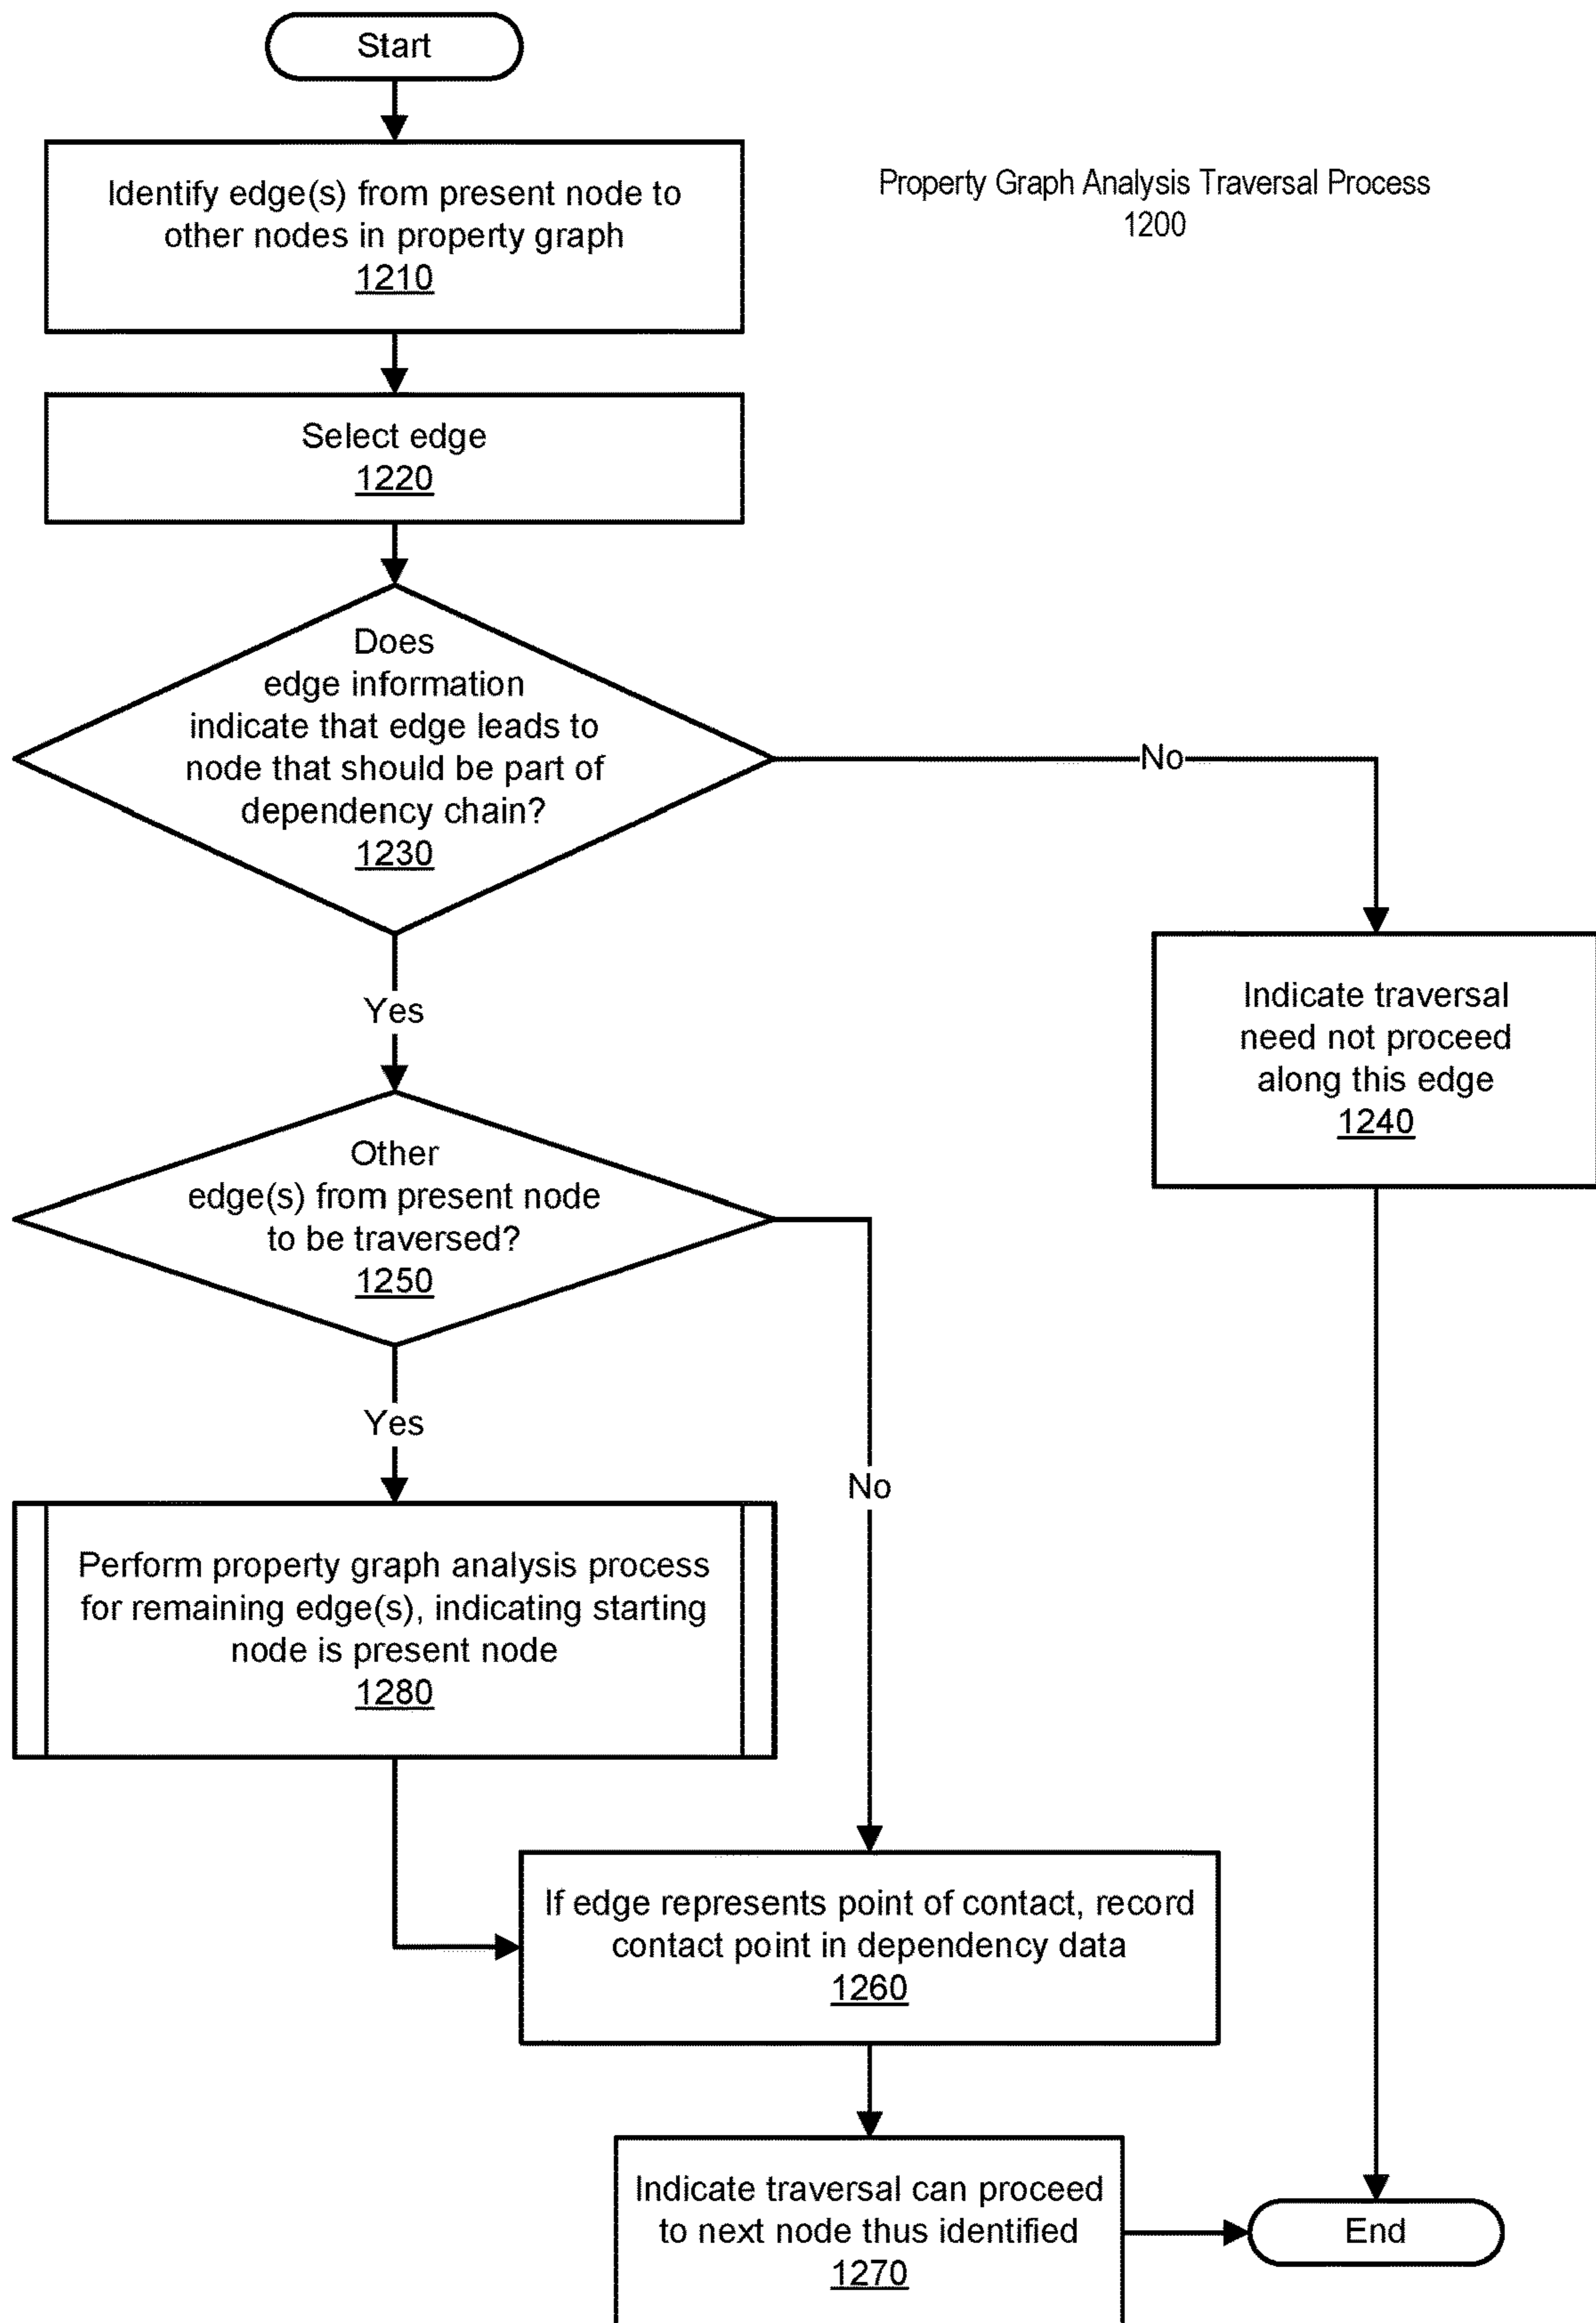 Start
Identify edge(s) from present node to
other nodes in property graph
1210
Property Graph Analysis Traversal Process
1200
Select edge
1220
Does
edge information
indicate that edge leads to
node that should be part of
dependency chain?
1230
No
Yes
Indicate traversal
need not proceed
along this edge
1240
Other
edge(s) from present node
to be traversed?
1250
Yes
No
Perform property graph analysis process
for remaining edge(s), indicating starting
node is present node
1280
If edge represents point of contact, record
contact point in dependency data
1260
Indicate traversal can proceed
to next node thus identified
1270
End